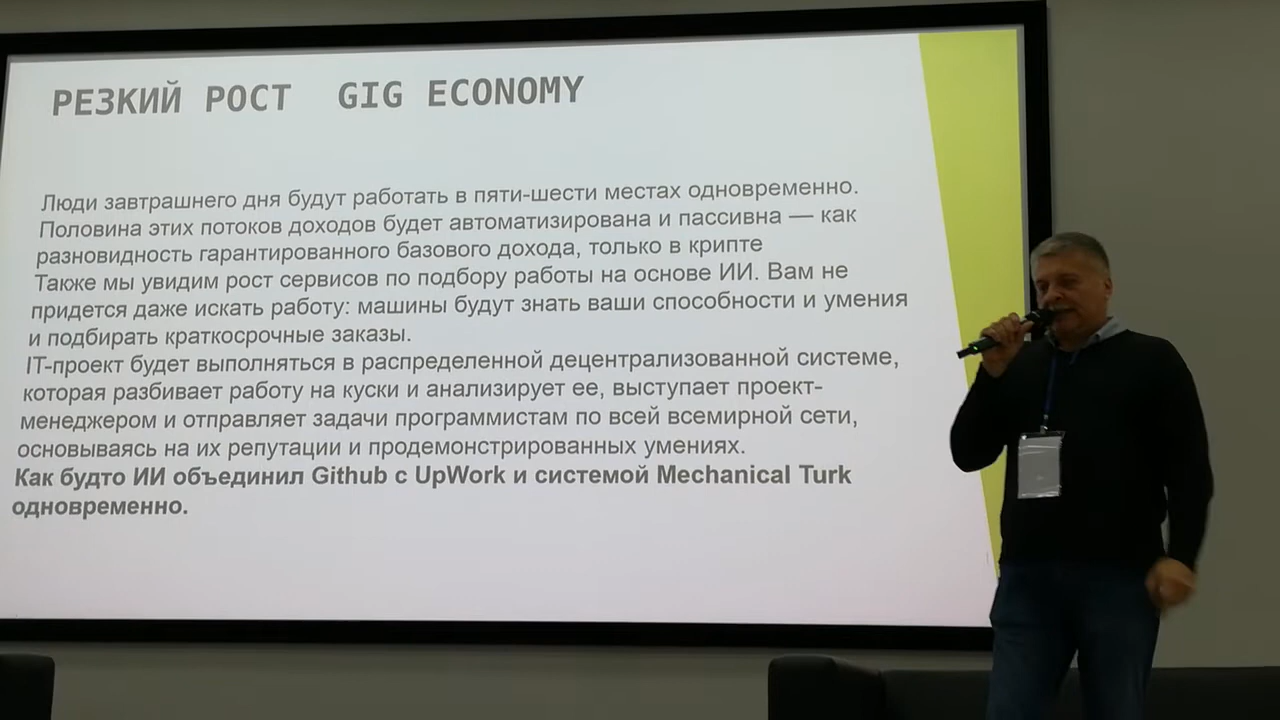 РЕЗКИЙ РОСТ GIG ECONOMY
Люди завтрашнего дня будут работать в пяти-шести местах одновременно.
Половина этих потоков доходов будет автоматизирована и пассивна — как
разновидность гарантированного базового дохода, только в крипте
Также мы увидим рост сервисов по подбору работы на основе ИИ. Вам не
придется даже искать работу: машины будут знать ваши способности и умения
и подбирать краткосрочные заказы.
IT-проект будет выполняться в распределенной децентрализованной системе,
которая разбивает работу на куски и анализирует ее, выступает проект-
менеджером и отправляет задачи программистам по всей всемирной сети,
основываясь на их репутации и продемонстрированных умениях.
Как будто ИИ объединил Github с UpWork и системой Mechanical Turk
одновременно.